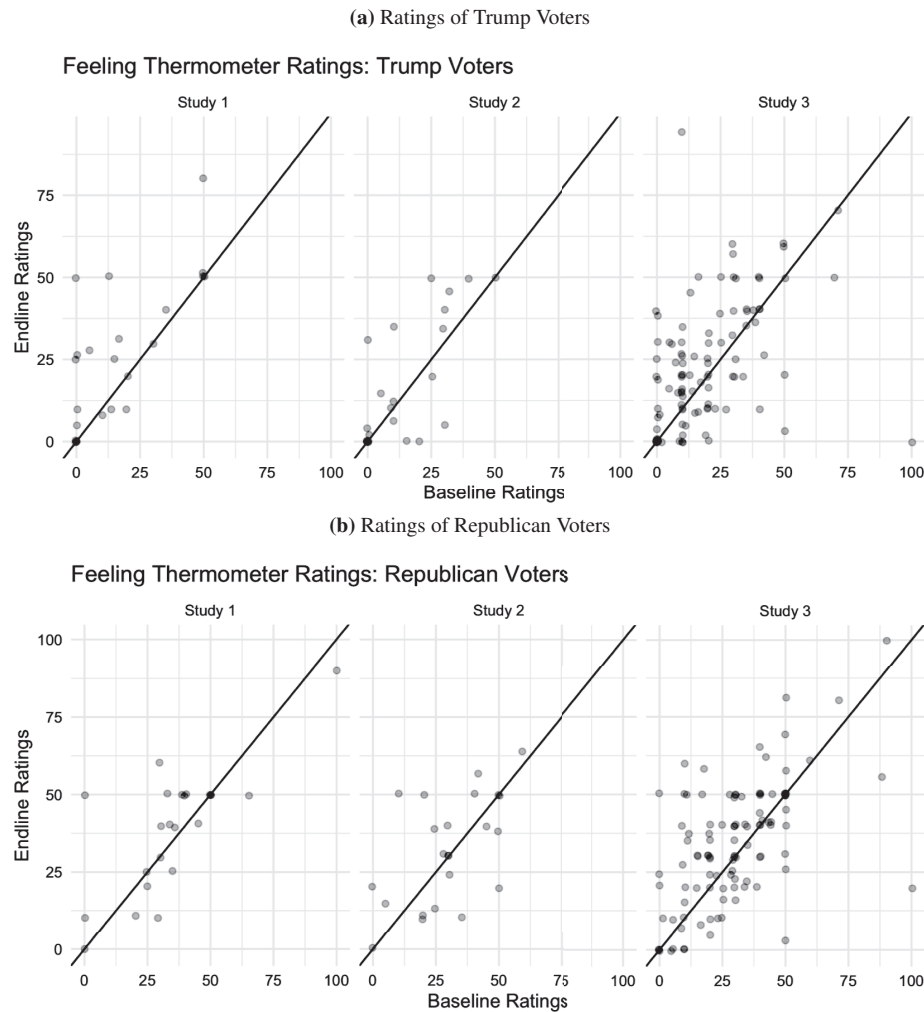 (a) Ratings of Trump Voters
Feeling Thermometer Ratings: Trump Voters
Study 1
Study 2
Study 3
Endline Ratings
75
50
25
0
0 25 50 75 100
0 25 50 75 100
0 25 50 75 100
Baseline Ratings
(b) Ratings of Republican Voters
Feeling Thermometer Ratings: Republican Voters
Study 1
Study 2
Study 3
Endline Ratings
100
75
50
25
0
0 25 50 75 100
0 25 50 75 100
0 25 50 75 100
Baseline Ratings